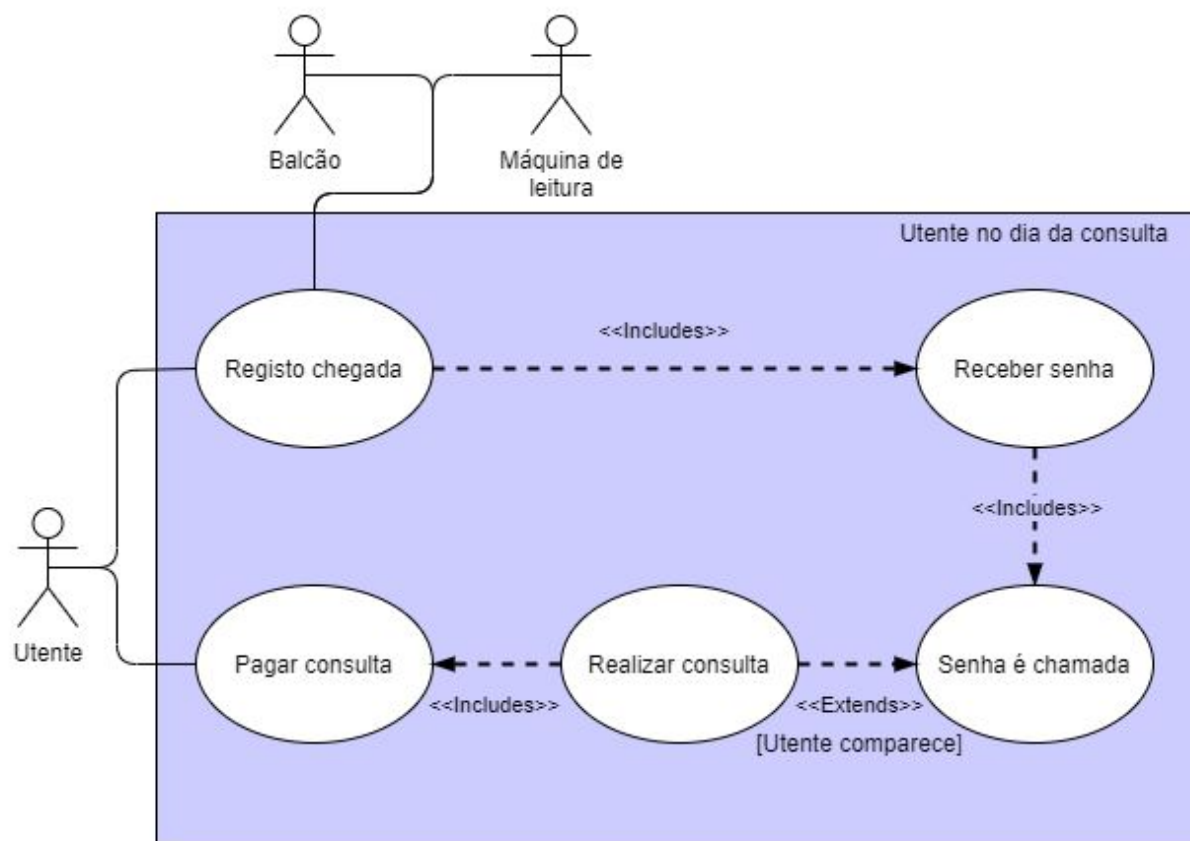 Balcão
Máquina de
leitura
Utente no dia da consulta
Registo chegada
<<Includes>>
Receber senha
<<Includes>>
Utente
Pagar consulta
<<Includes>>
Realizar consulta
<<Extends>>
[Utente comparece]
Senha é chamada